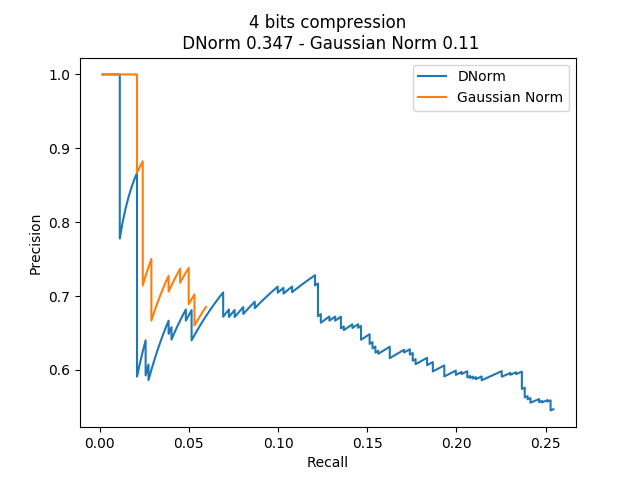 4 bits compression
DNorm 0.347 - Gaussian Norm 0.11
DNorm
Gaussian Norm
1.0
0.9
0.8
0.7
0.6
Precision
0.00 0.05 0.10 0.15 0.20 0.25
Recall